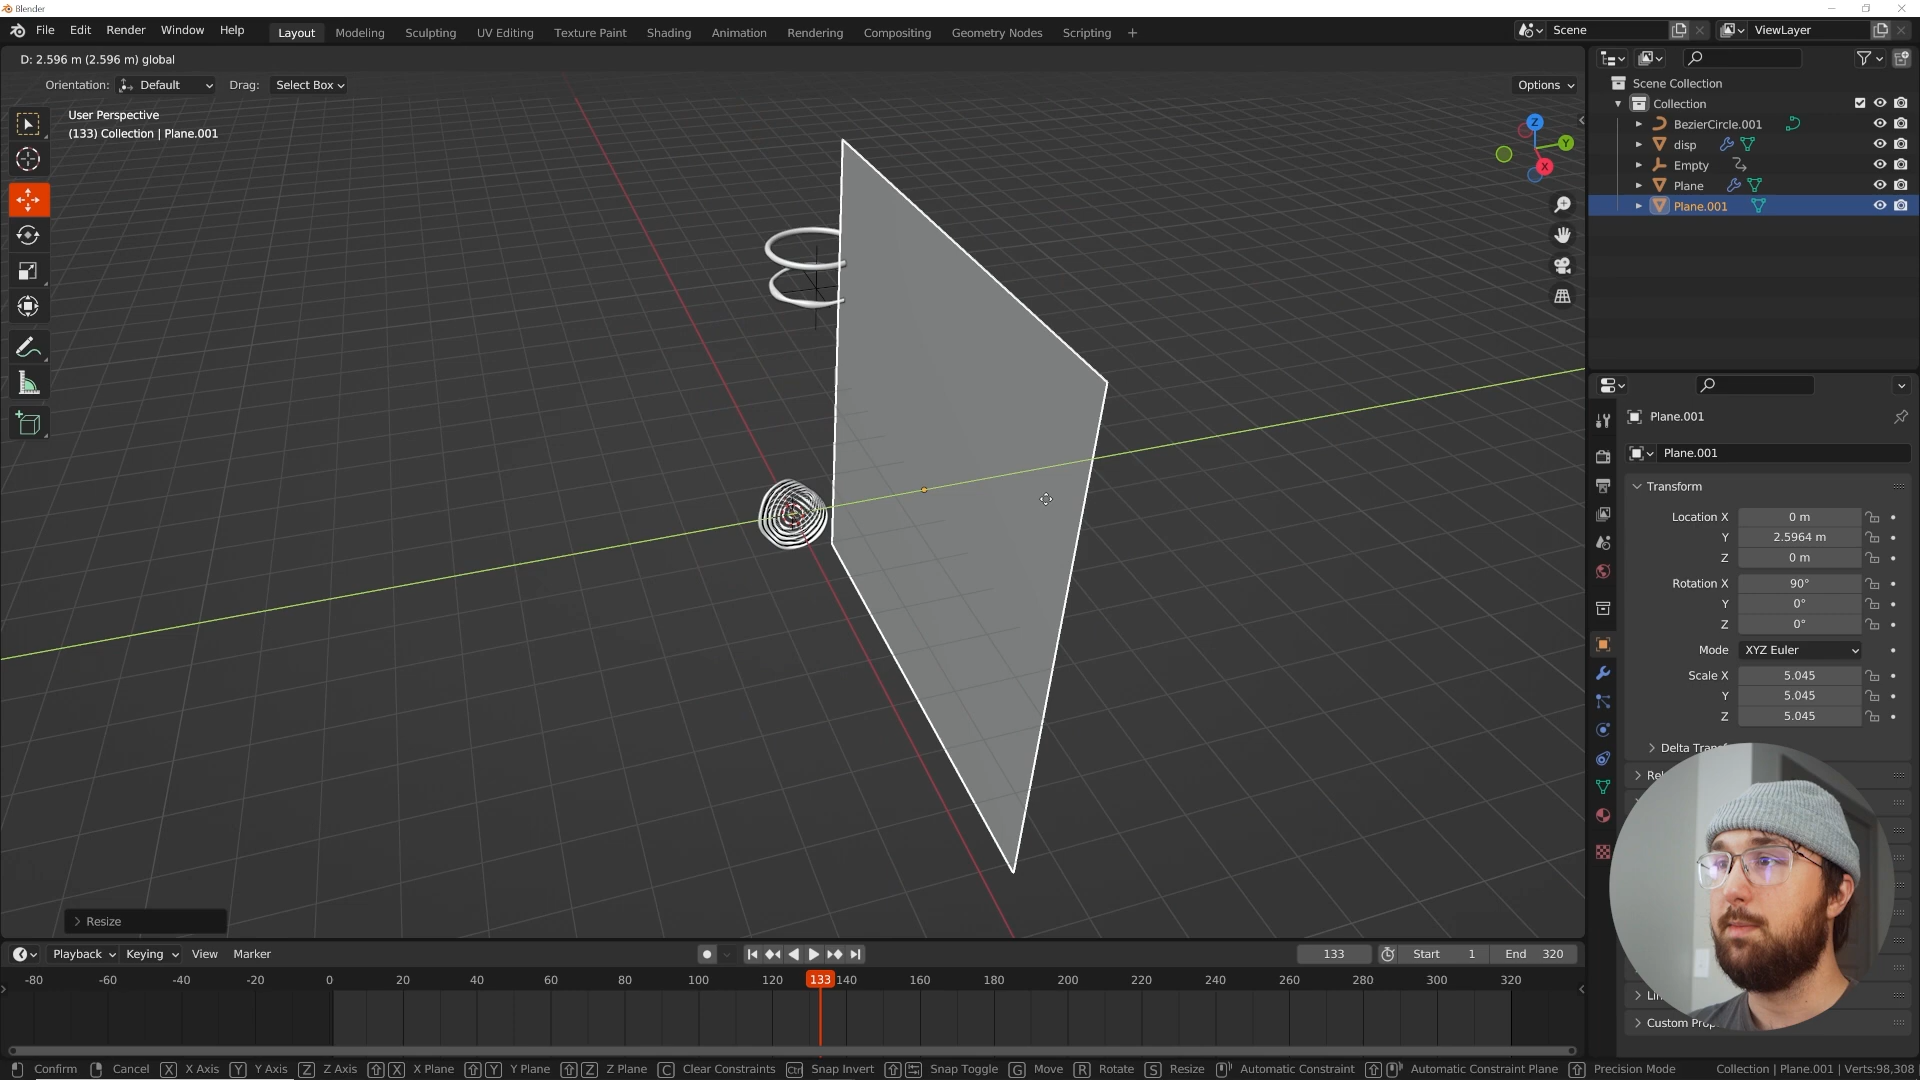 Blender
File Edit Render Window Help
Layout Modeling Sculpting UV Editing Texture Paint Shading Animation Rendering Compositing Geometry Nodes Scripting +
Scene
ViewLayer
D: 2.596 m (2.596 m) global
Orientation: Default Drag: Select Box
Options
User Perspective
(133) Collection | Plane.001
Z
Y
X
Scene Collection
Collection
BezierCircle.001
disp
Empty
Plane
Plane.001
Plane.001
Plane.001
Transform
Location X 0 m
Y 2.5964 m
Z 0 m
Rotation X 90°
Y 0°
Z 0°
Mode XYZ Euler
Scale X 5.045
Y 5.045
Z 5.045
Delta Tran
Rel
Custom Prop
Resize
Playback Keying View Marker
133 Start 1 End 320
-80 -60 -40 -20 0 20 40 60 80 100 120 133 140 160 180 200 220 240 260 280 300 320
Confirm Cancel X X Axis Y Y Axis Z Z Axis X X Plane Y Y Plane Z Z Plane C Clear Constraints Ctrl Snap Invert Snap Toggle G Move R Rotate S Resize Automatic Constraint Automatic Constraint Plane Precision Mode Collection | Plane.001 | Verts:98,308